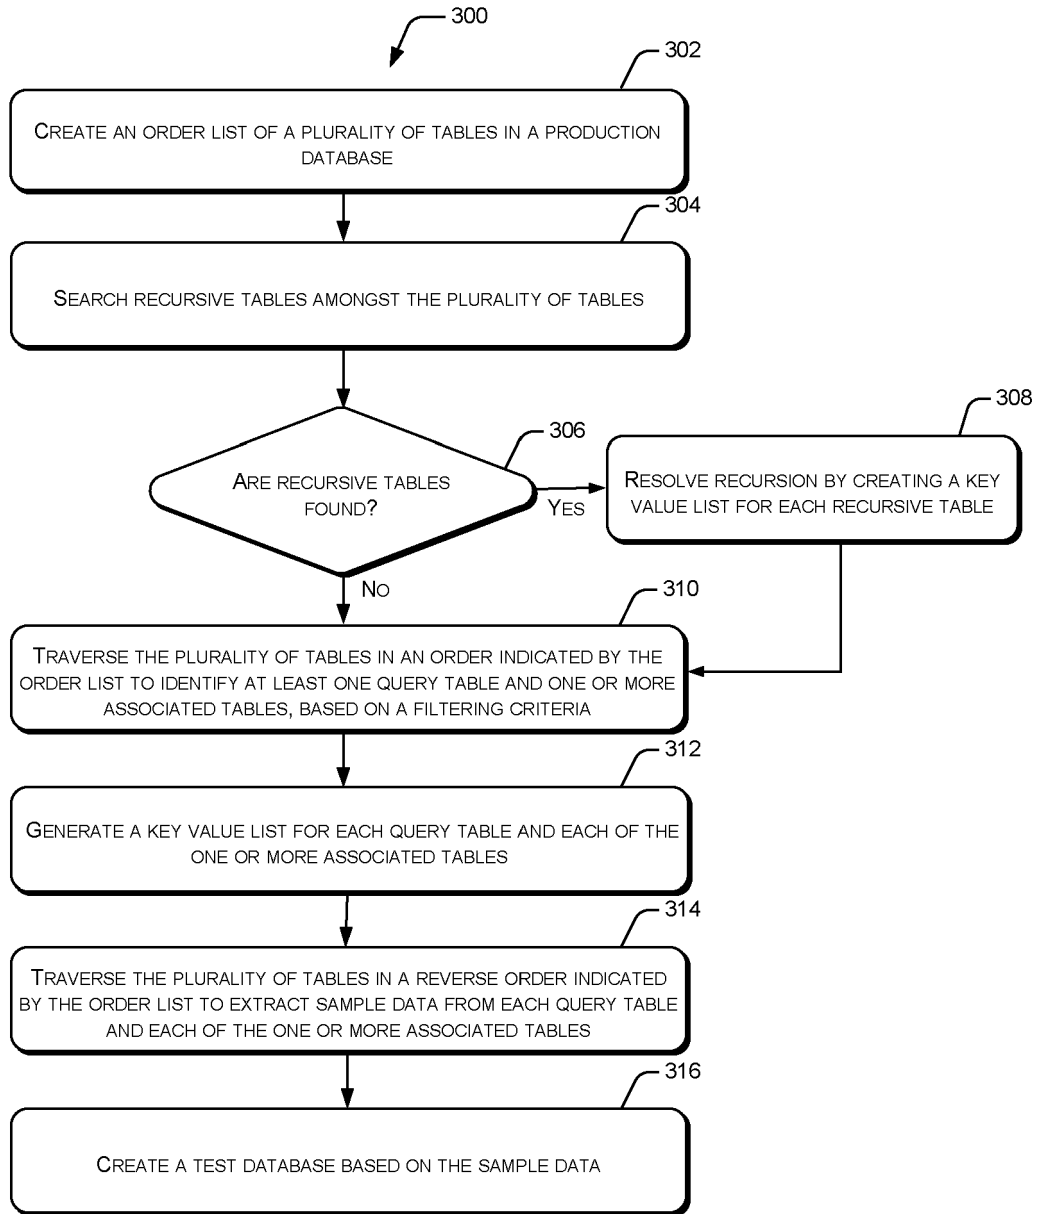 300
302
CREATE AN ORDER LIST OF A PLURALITY OF TABLES IN A PRODUCTION
DATABASE
304
SEARCH RECURSIVE TABLES AMONGST THE PLURALITY OF TABLES
306
ARE RECURSIVE TABLES
FOUND?
YES
308
RESOLVE RECURSION BY CREATING A KEY
VALUE LIST FOR EACH RECURSIVE TABLE
NO
310
TRAVERSE THE PLURALITY OF TABLES IN AN ORDER INDICATED BY THE
ORDER LIST TO IDENTIFY AT LEAST ONE QUERY TABLE AND ONE OR MORE
ASSOCIATED TABLES, BASED ON A FILTERING CRITERIA
312
GENERATE A KEY VALUE LIST FOR EACH QUERY TABLE AND EACH OF THE
ONE OR MORE ASSOCIATED TABLES
314
TRAVERSE THE PLURALITY OF TABLES IN A REVERSE ORDER INDICATED
BY THE ORDER LIST TO EXTRACT SAMPLE DATA FROM EACH QUERY TABLE
AND EACH OF THE ONE OR MORE ASSOCIATED TABLES
316
CREATE A TEST DATABASE BASED ON THE SAMPLE DATA